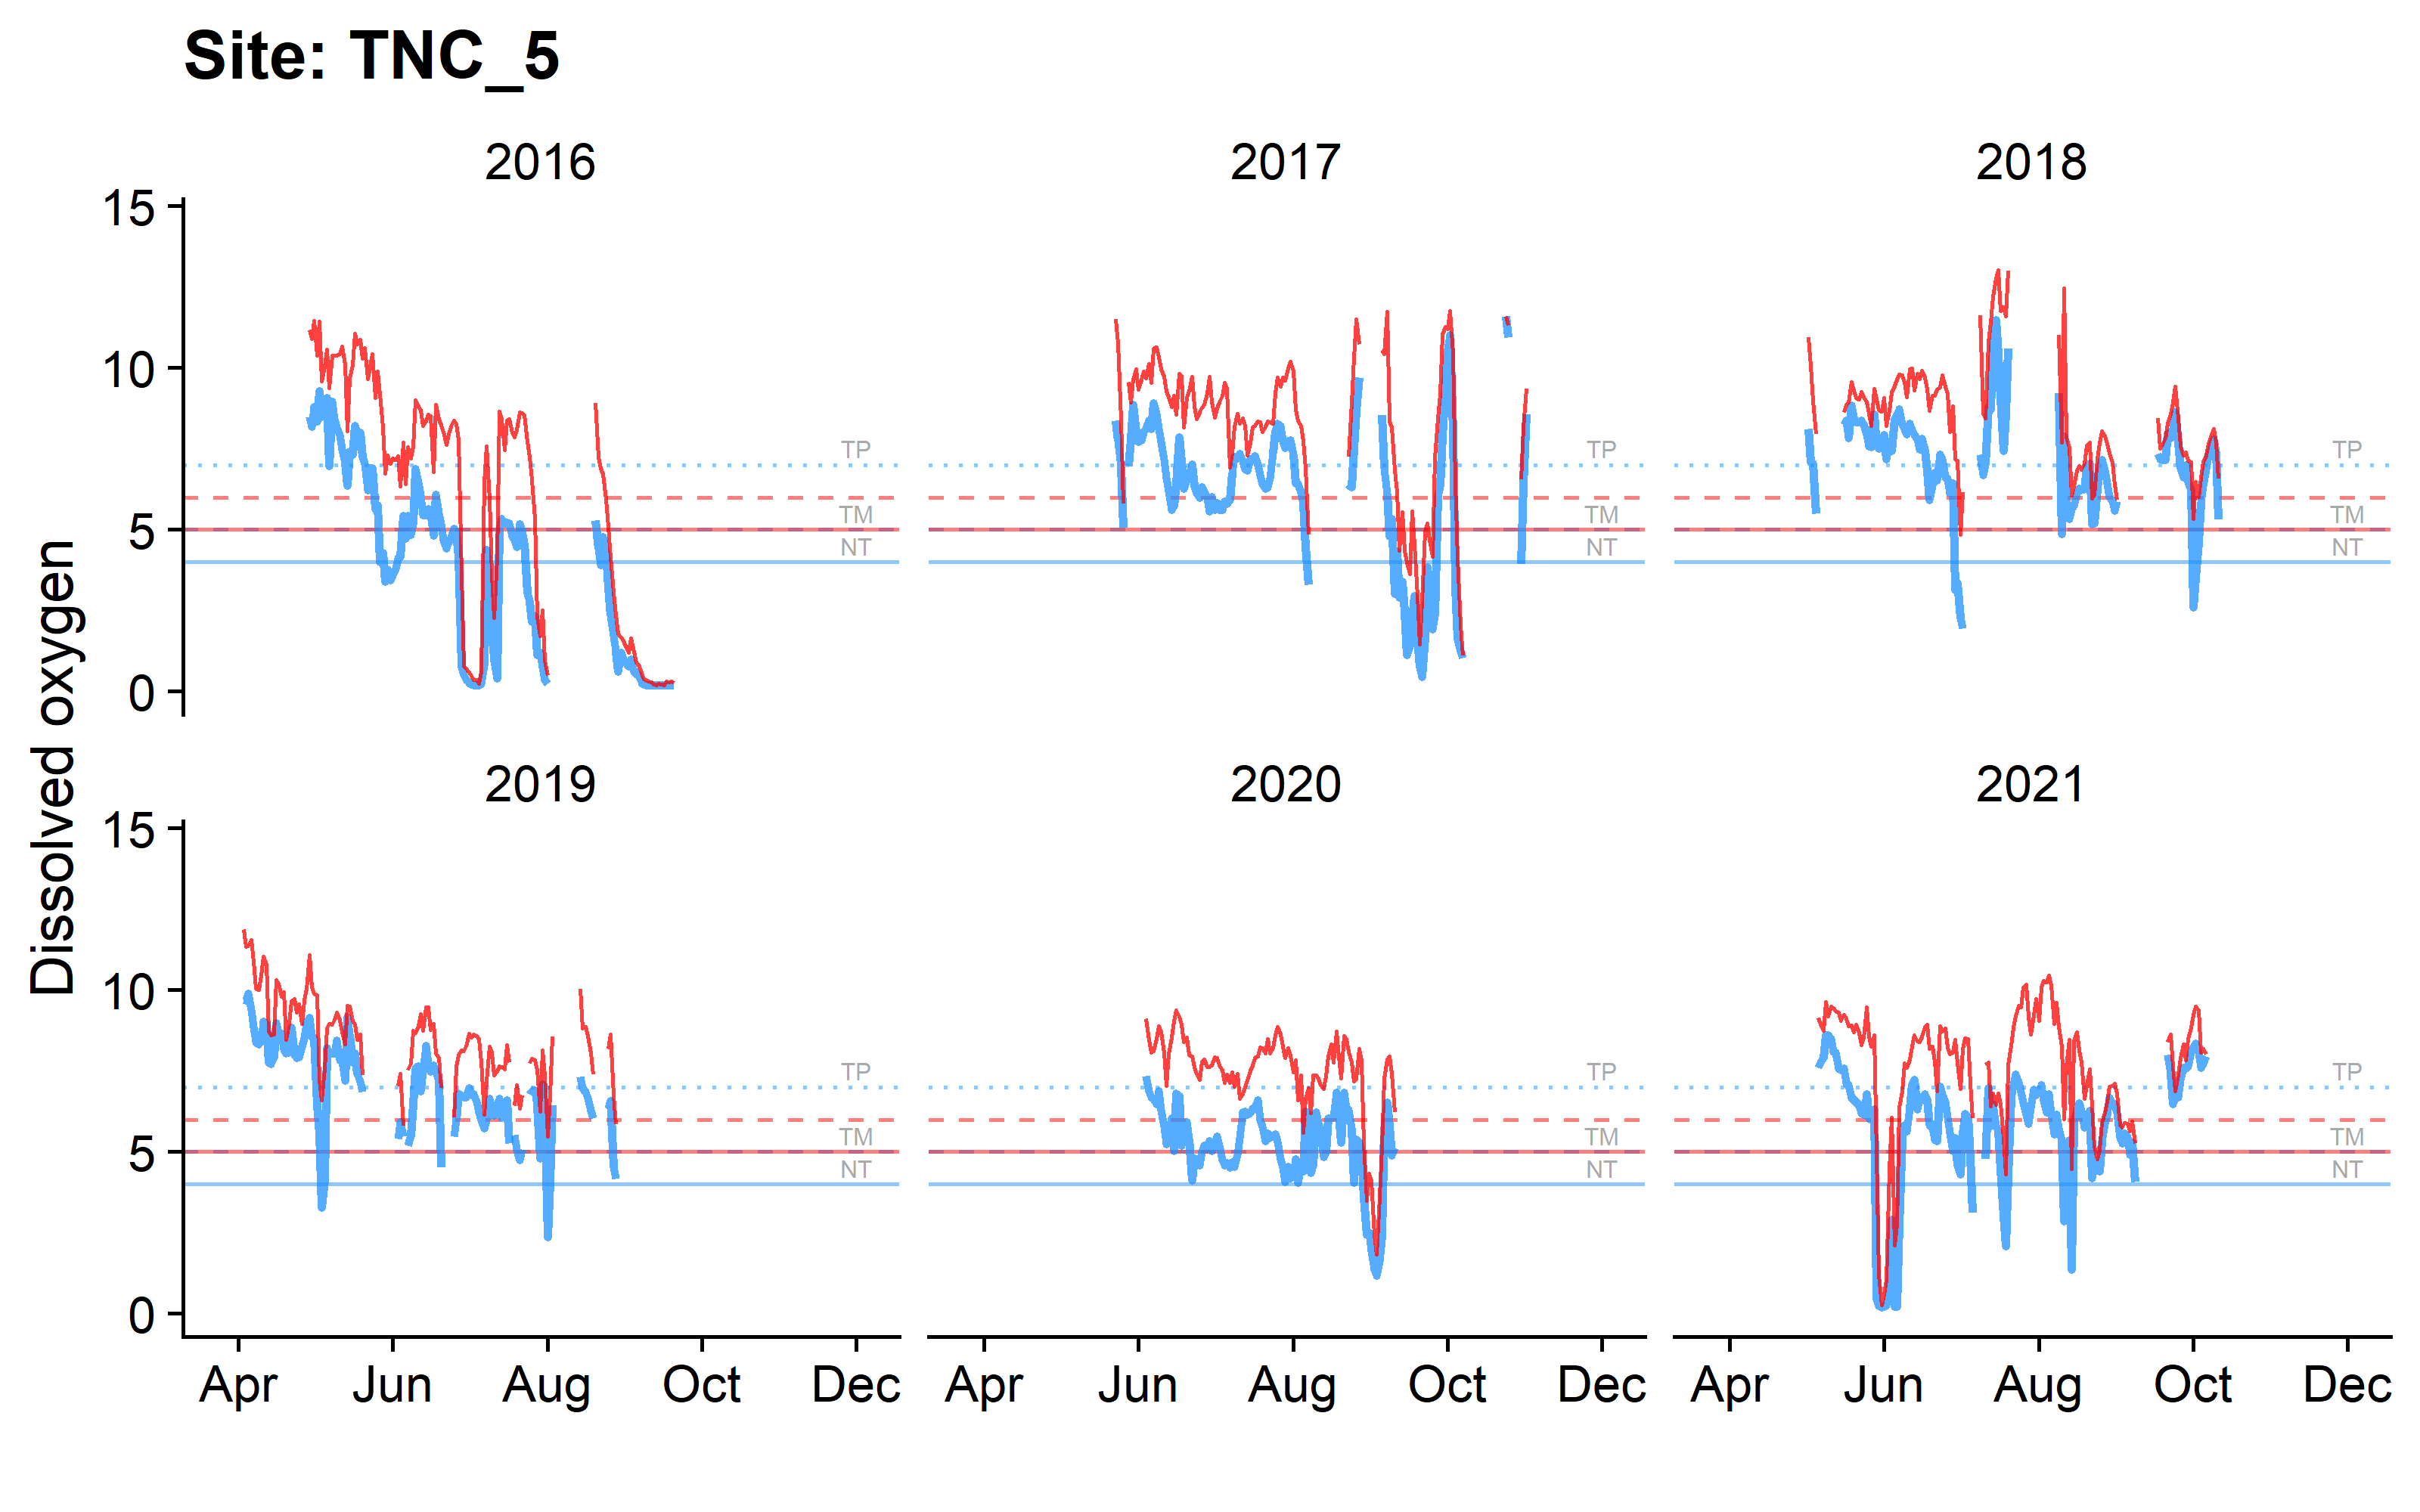 Site: TNC_5
2016 2017 2018
15
10
5
0
TP TP TP
TM TM TM
NT NT NT
Dissolved oxygen
2019 2020 2021
15
10
5
0
TP TP TP
TM TM TM
NT NT NT
Apr Jun Aug Oct Dec Apr Jun Aug Oct Dec Apr Jun Aug Oct Dec